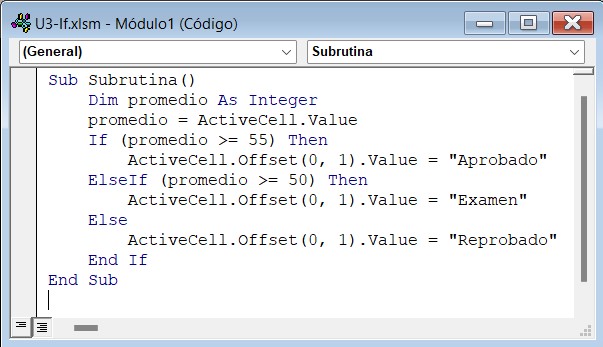 U3-If.xlsm - Módulo1 (Código)
(General) Subrutina
Sub Subrutina()
    Dim promedio As Integer
    promedio = ActiveCell.Value
    If (promedio >= 55) Then
        ActiveCell.Offset(0, 1).Value = "Aprobado"
    ElseIf (promedio >= 50) Then
        ActiveCell.Offset(0, 1).Value = "Examen"
    Else
        ActiveCell.Offset(0, 1).Value = "Reprobado"
    End If
End Sub